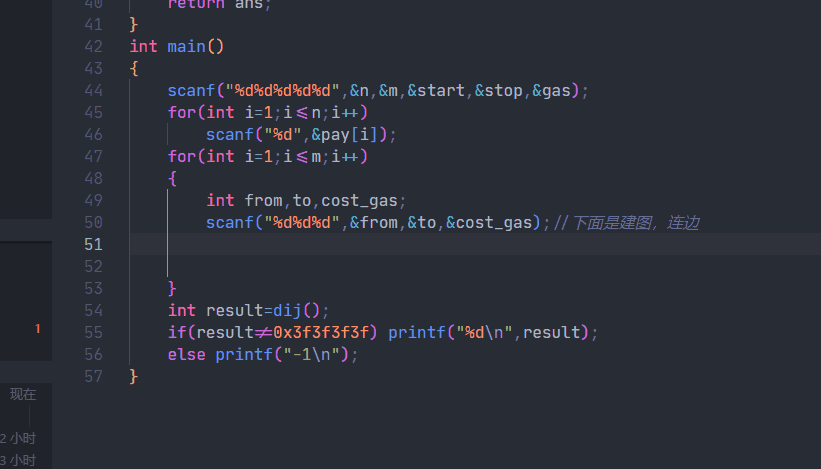 40 return ans;
41 }
42 int main()
43 {
44 scanf("%d%d%d%d%d",&n,&m,&start,&stop,&gas);
45 for(int i=1;i<=n;i++)
46 scanf("%d",&pay[i]);
47 for(int i=1;i<=m;i++)
48 {
49 int from,to,cost_gas;
50 scanf("%d%d%d",&from,&to,&cost_gas);//下面是建图，连边
51
52
53 }
54 int result=dij();
55 if(result!=0x3f3f3f3f) printf("%d\n",result);
56 else printf("-1\n");
57 }
1
现在
2 小时
3 小时